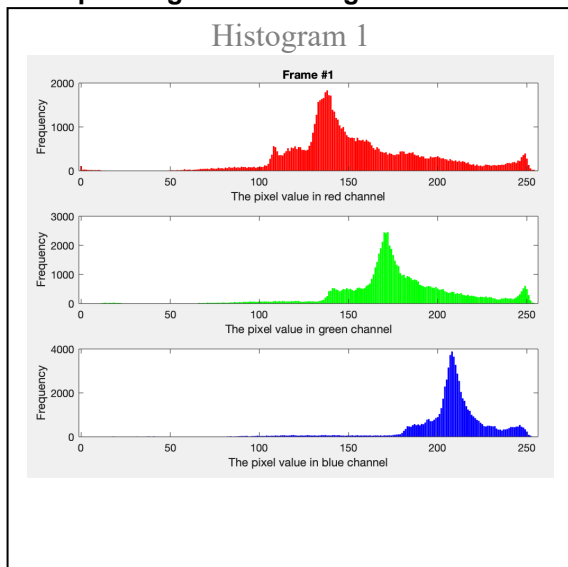 Histogram 1
Frame #1
2000
1000
0
Frequency
0 50 100 150 200 250
The pixel value in red channel
3000
2000
1000
0
Frequency
0 50 100 150 200 250
The pixel value in green channel
4000
2000
0
Frequency
0 50 100 150 200 250
The pixel value in blue channel